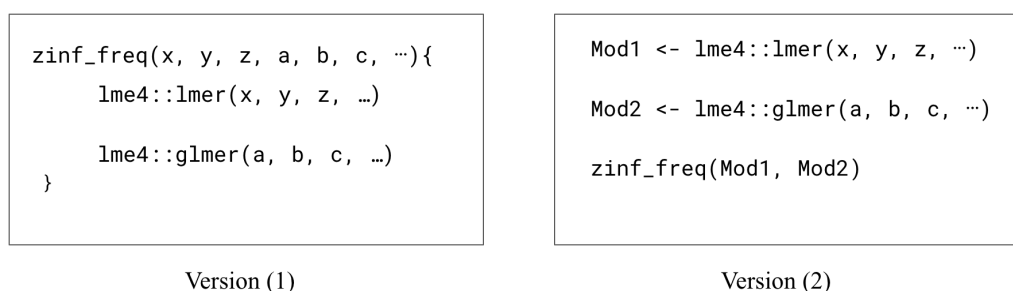 zinf_freq(x, y, z, a, b, c, …){
lme4::lmer(x, y, z, …)
lme4::glmer(a, b, c, …)
}
Version (1)
Mod1 <- lme4::lmer(x, y, z, …)
Mod2 <- lme4::glmer(a, b, c, …)
zinf_freq(Mod1, Mod2)
Version (2)